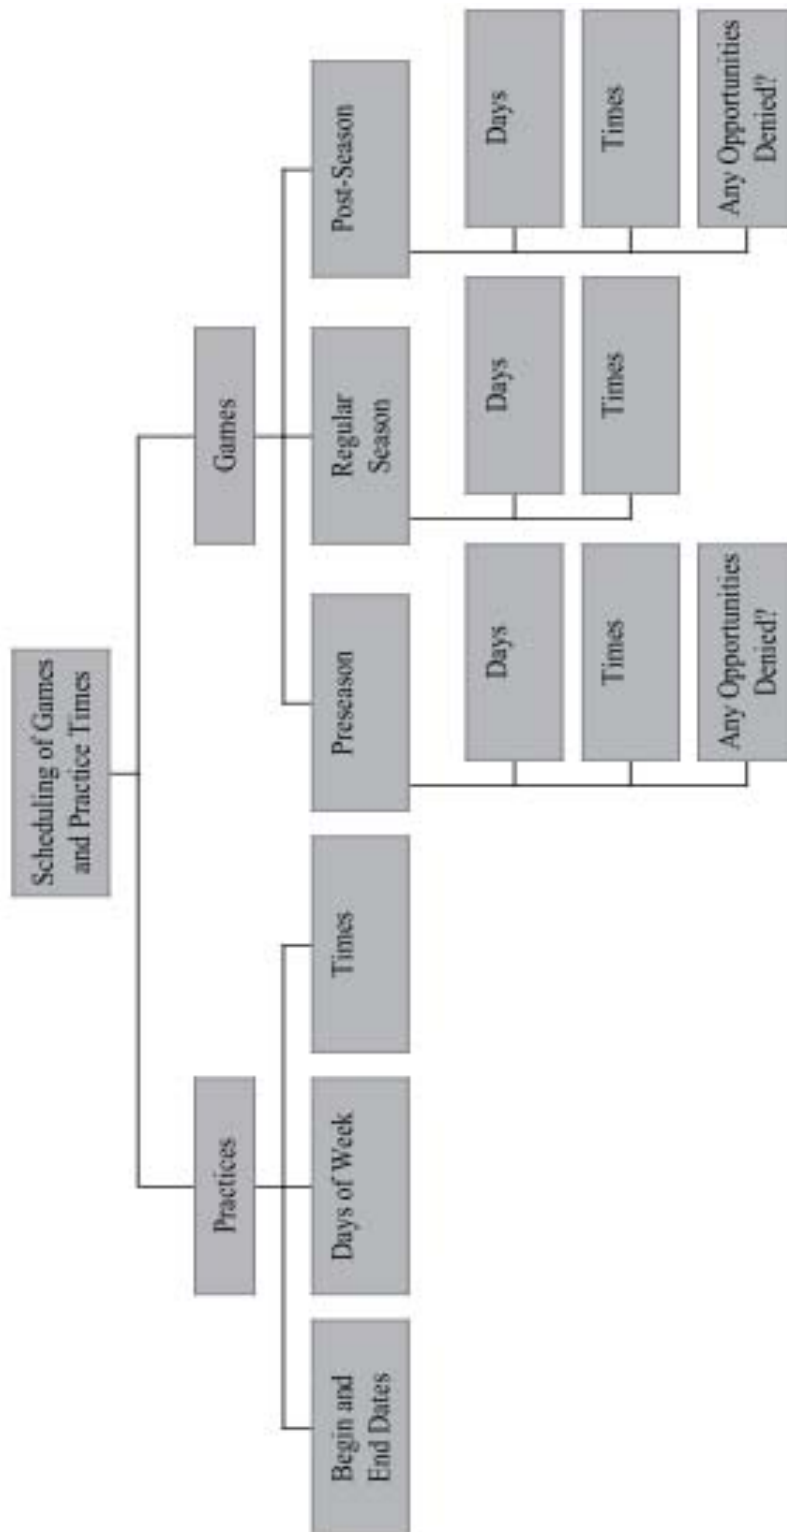 Scheduling of Games
and Practice Times
Practices
Games
Begin and
End Dates
Days of Week
Times
Preseason
Regular
Season
Post-Season
Days
Times
Any Opportunities
Denied?
Days
Times
Days
Times
Any Opportunities
Denied?